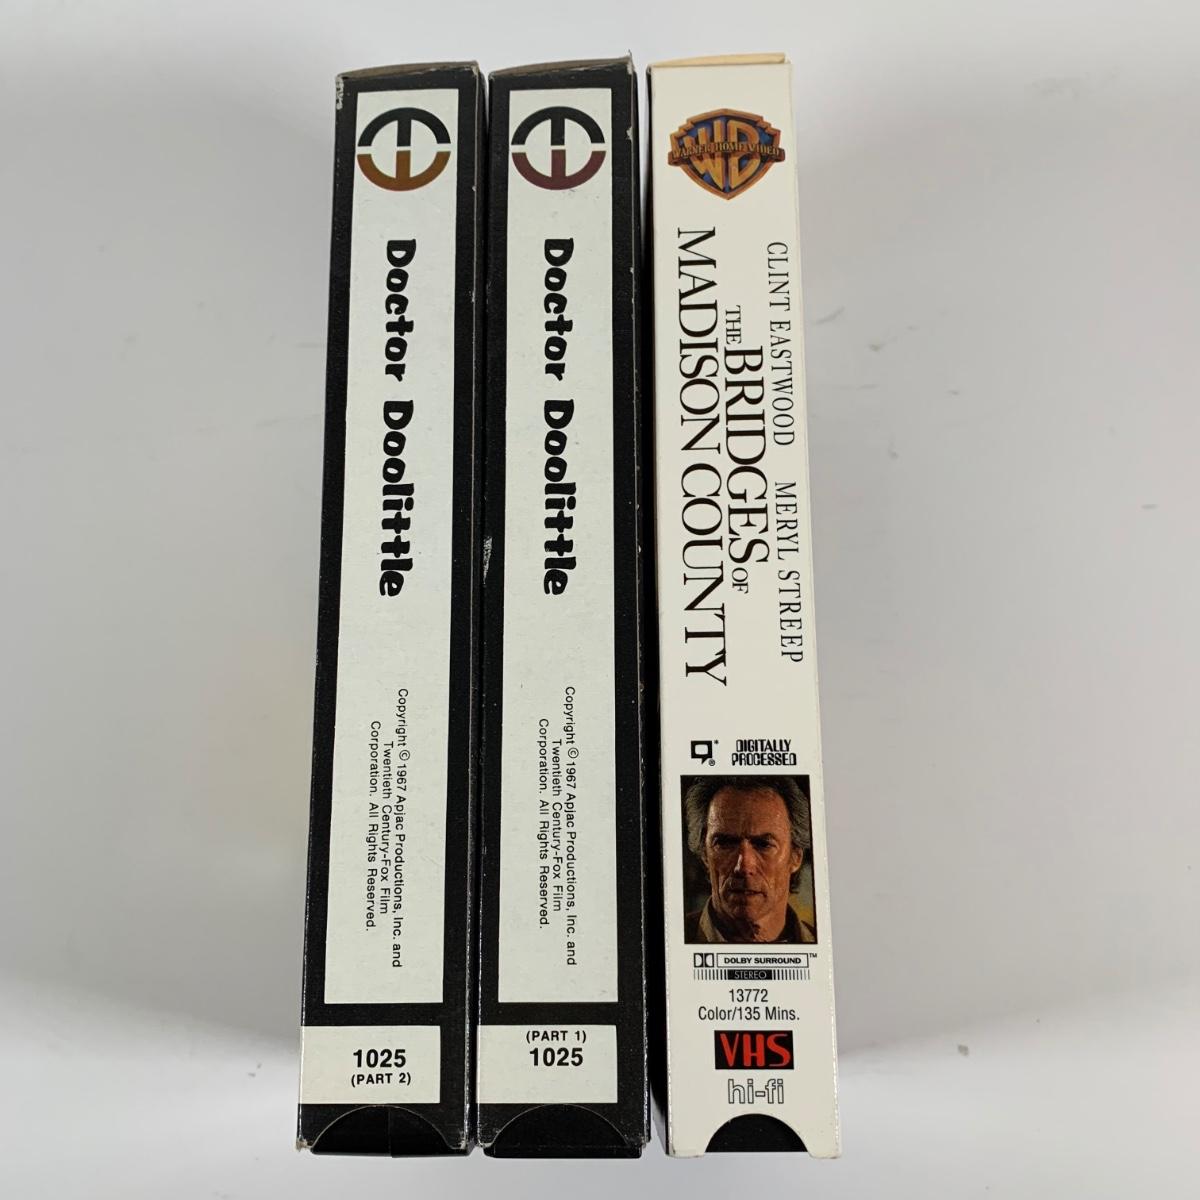 Doctor Doolittle
Copyright © 1967 Apjac Productions, Inc. and
Twentieth Century-Fox Film
Corporation. All Rights Reserved.
1025
(PART 2)
Doctor Doolittle
Copyright © 1967 Apjac Productions, Inc. and
Twentieth Century-Fox Film
Corporation. All Rights Reserved.
(PART 1)
1025
WB
WARNER HOME VIDEO
CLINT EASTWOOD MERYL STREEP
THE BRIDGES OF
MADISON COUNTY
DIGITALLY
PROCESSED
DOLBY SURROUND™
STEREO
13772
Color/135 Mins.
VHS
hi-fi